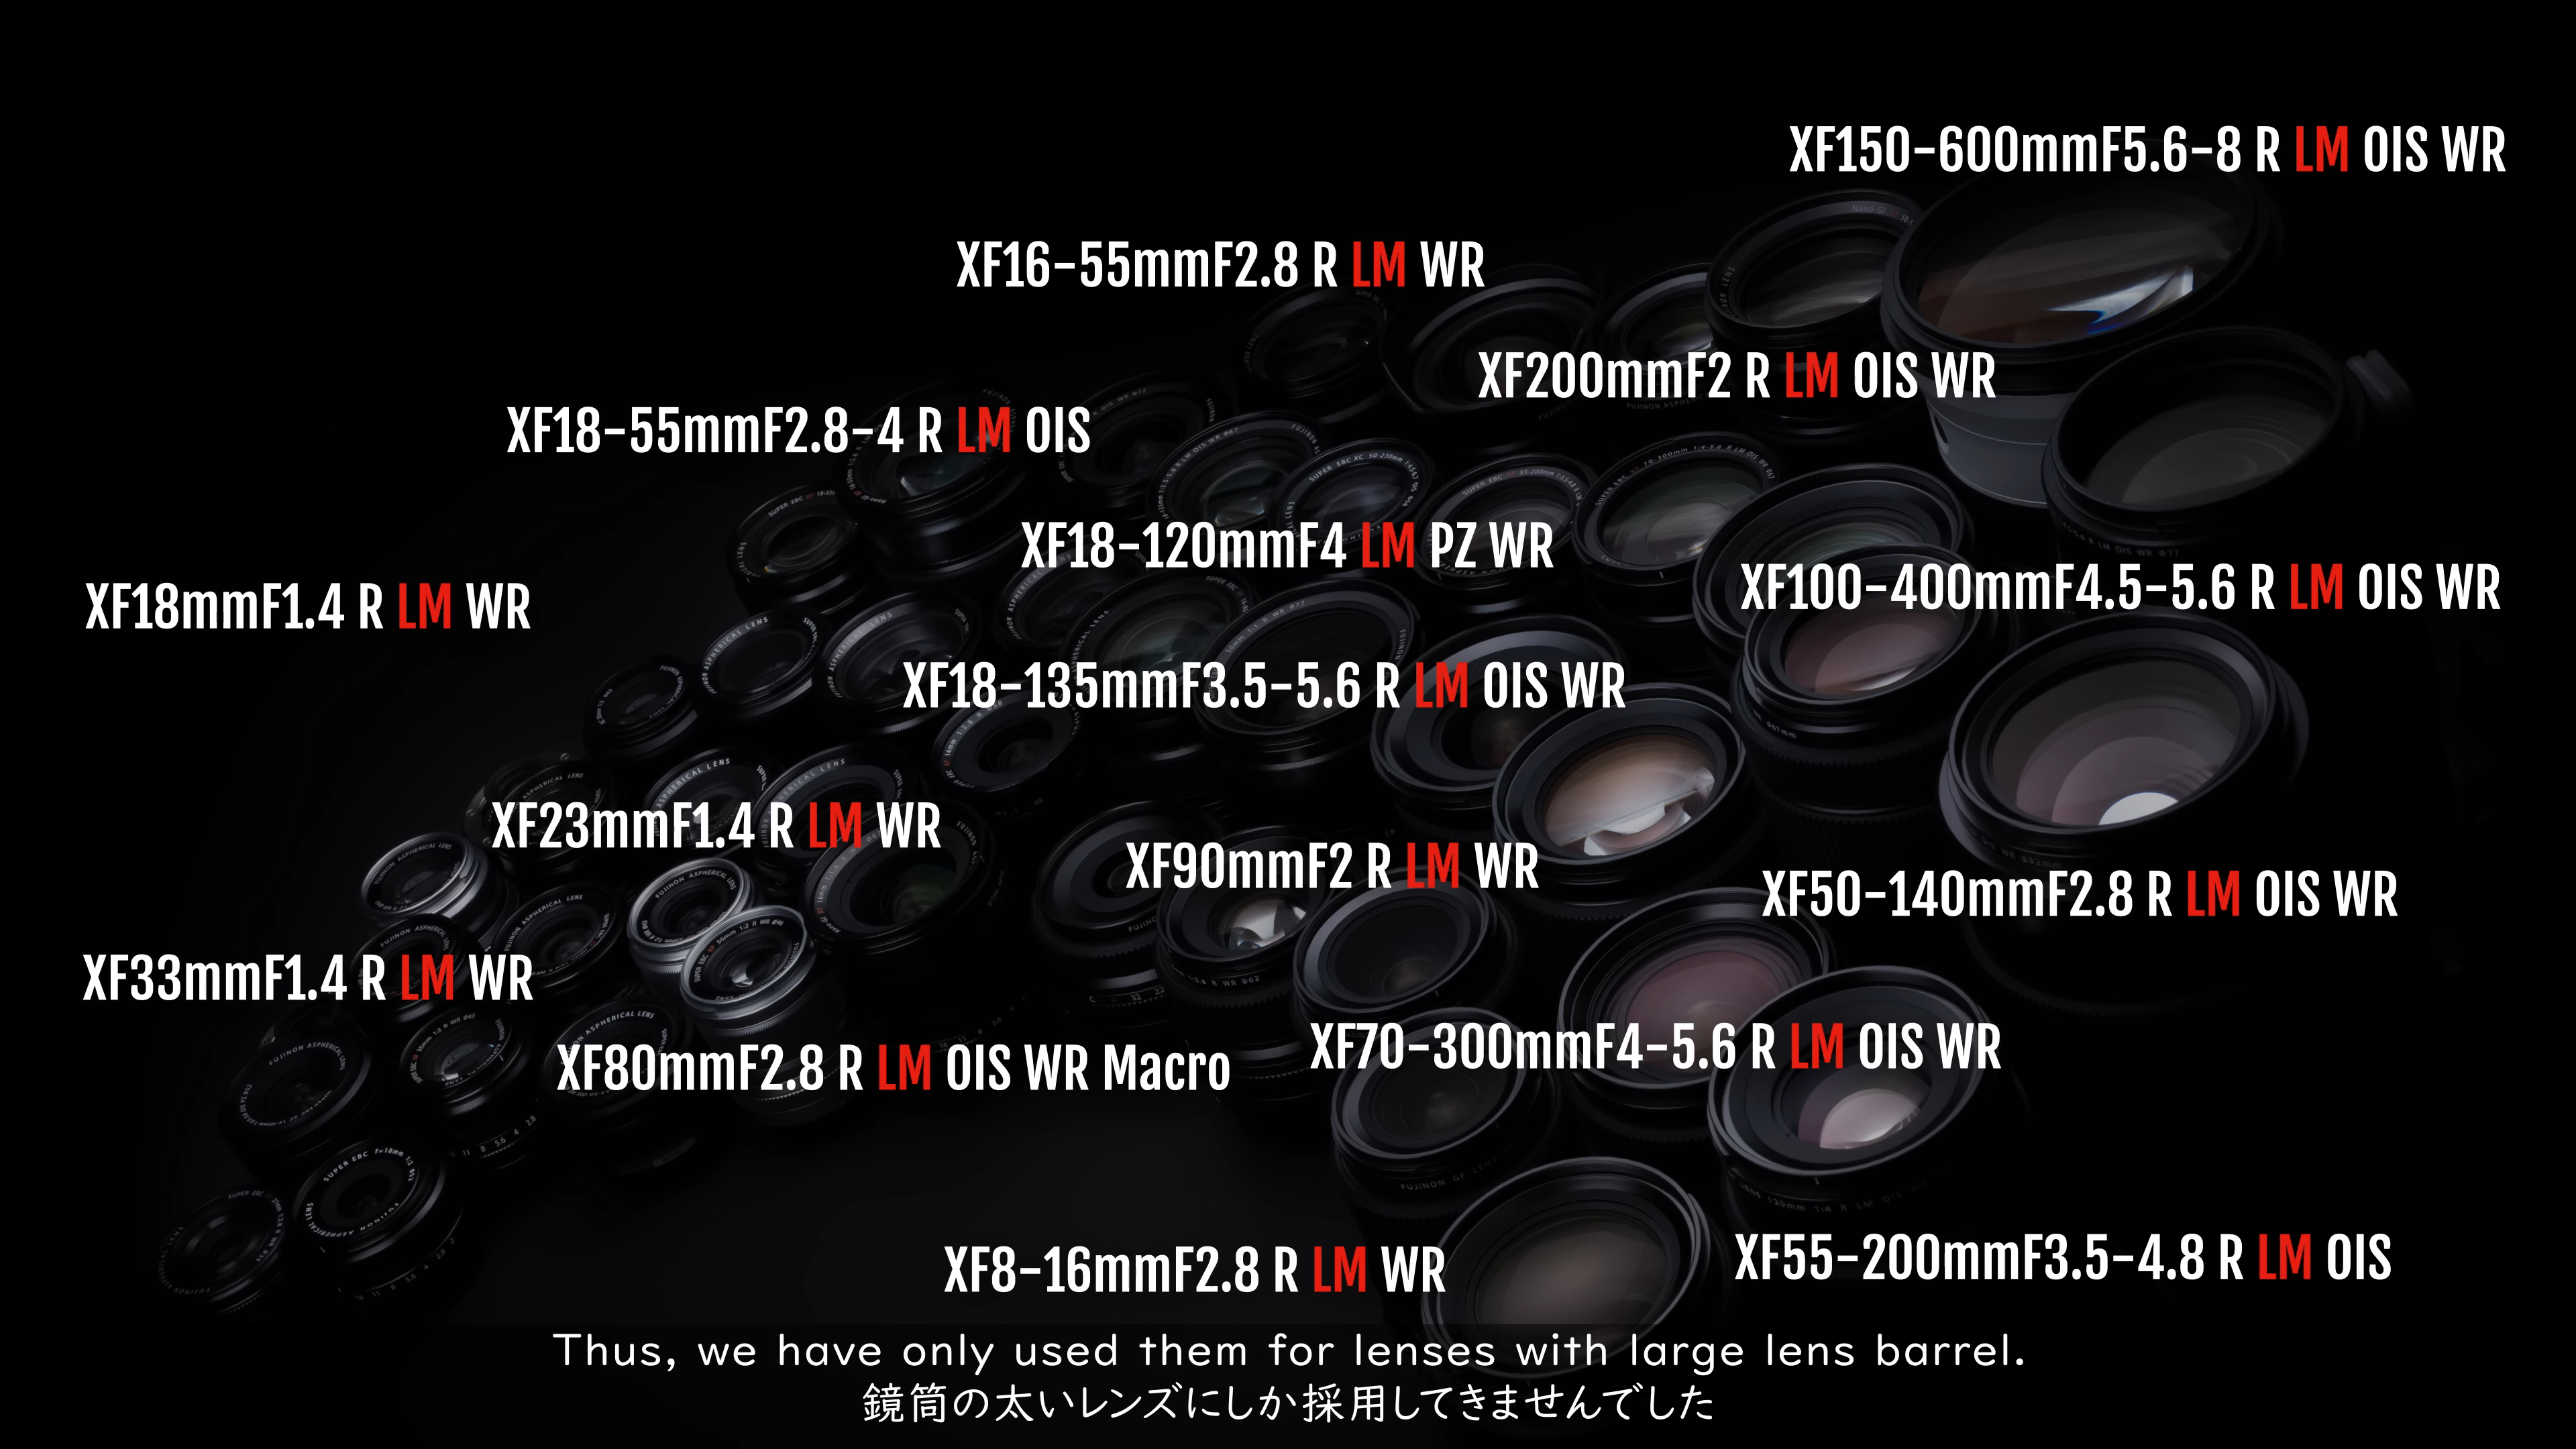 XF150-600mmF5.6-8 R LM OIS WR
XF16-55mmF2.8 R LM WR
XF200mmF2 R LM OIS WR
XF18-55mmF2.8-4 R LM OIS
XF18-120mmF4 LM PZ WR
XF100-400mmF4.5-5.6 R LM OIS WR
XF18mmF1.4 R LM WR
XF18-135mmF3.5-5.6 R LM OIS WR
XF23mmF1.4 R LM WR
XF90mmF2 R LM WR
XF50-140mmF2.8 R LM OIS WR
XF33mmF1.4 R LM WR
XF70-300mmF4-5.6 R LM OIS WR
XF80mmF2.8 R LM OIS WR Macro
XF8-16mmF2.8 R LM WR
XF55-200mmF3.5-4.8 R LM OIS
Thus, we have only used them for lenses with large lens barrel.
鏡筒の太いレンズにしか採用してきませんでした